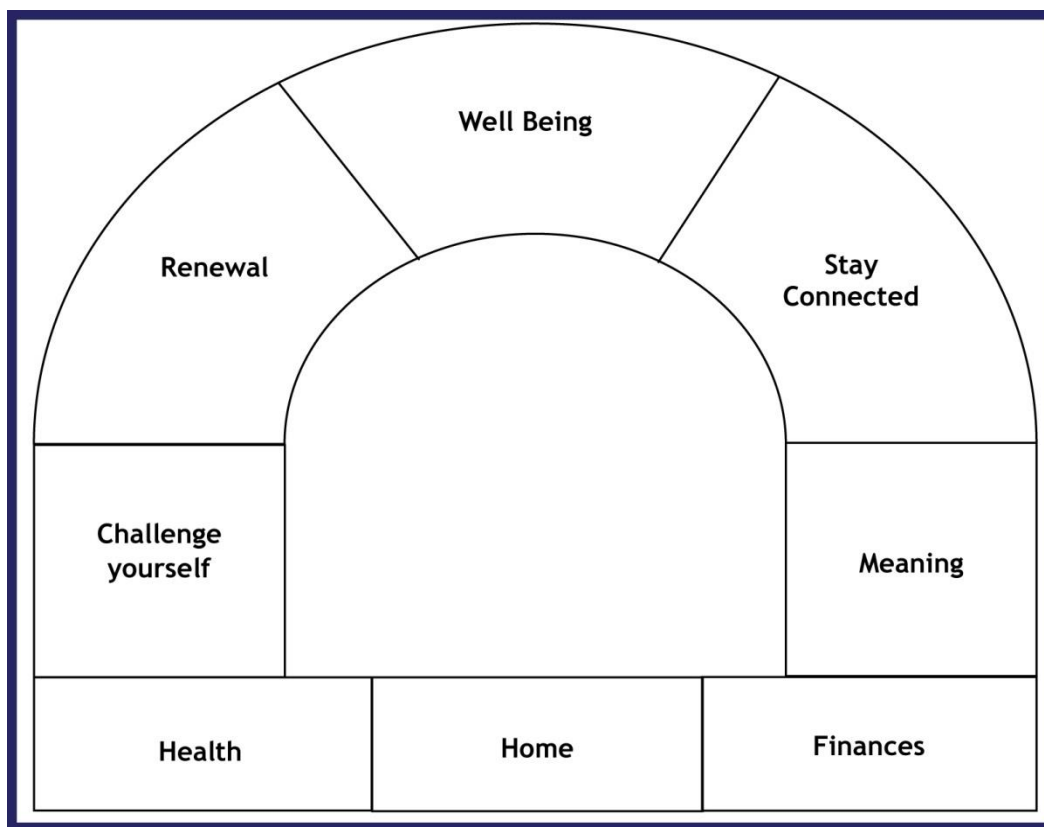 Well Being
Renewal
Stay
Connected
Challenge
yourself
Meaning
Health
Home
Finances